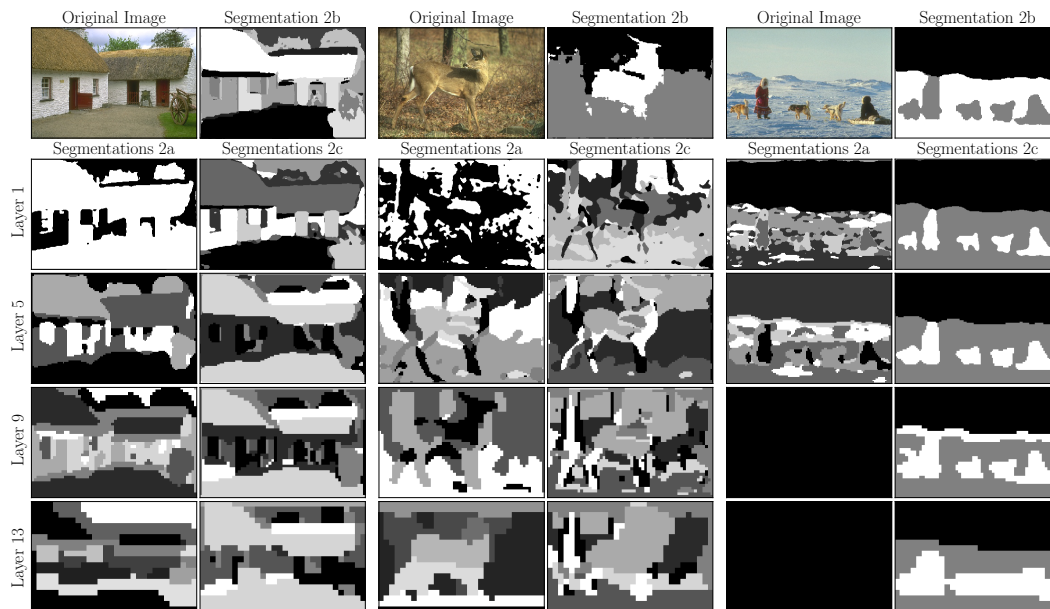 Original Image Segmentation 2b Original Image Segmentation 2b Original Image Segmentation 2b
Segmentations 2a Segmentations 2c Segmentations 2a Segmentations 2c Segmentations 2a Segmentations 2c
Layer 1
Layer 5
Layer 9
Layer 13